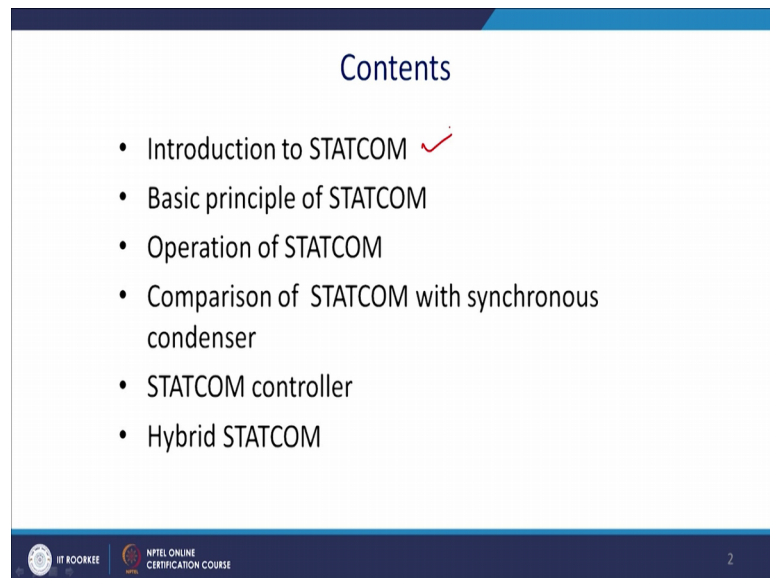 Contents
• Introduction to STATCOM
• Basic principle of STATCOM
• Operation of STATCOM
• Comparison of STATCOM with synchronous
condenser
• STATCOM controller
• Hybrid STATCOM
IIT ROORKEE
NPTEL ONLINE
CERTIFICATION COURSE
2